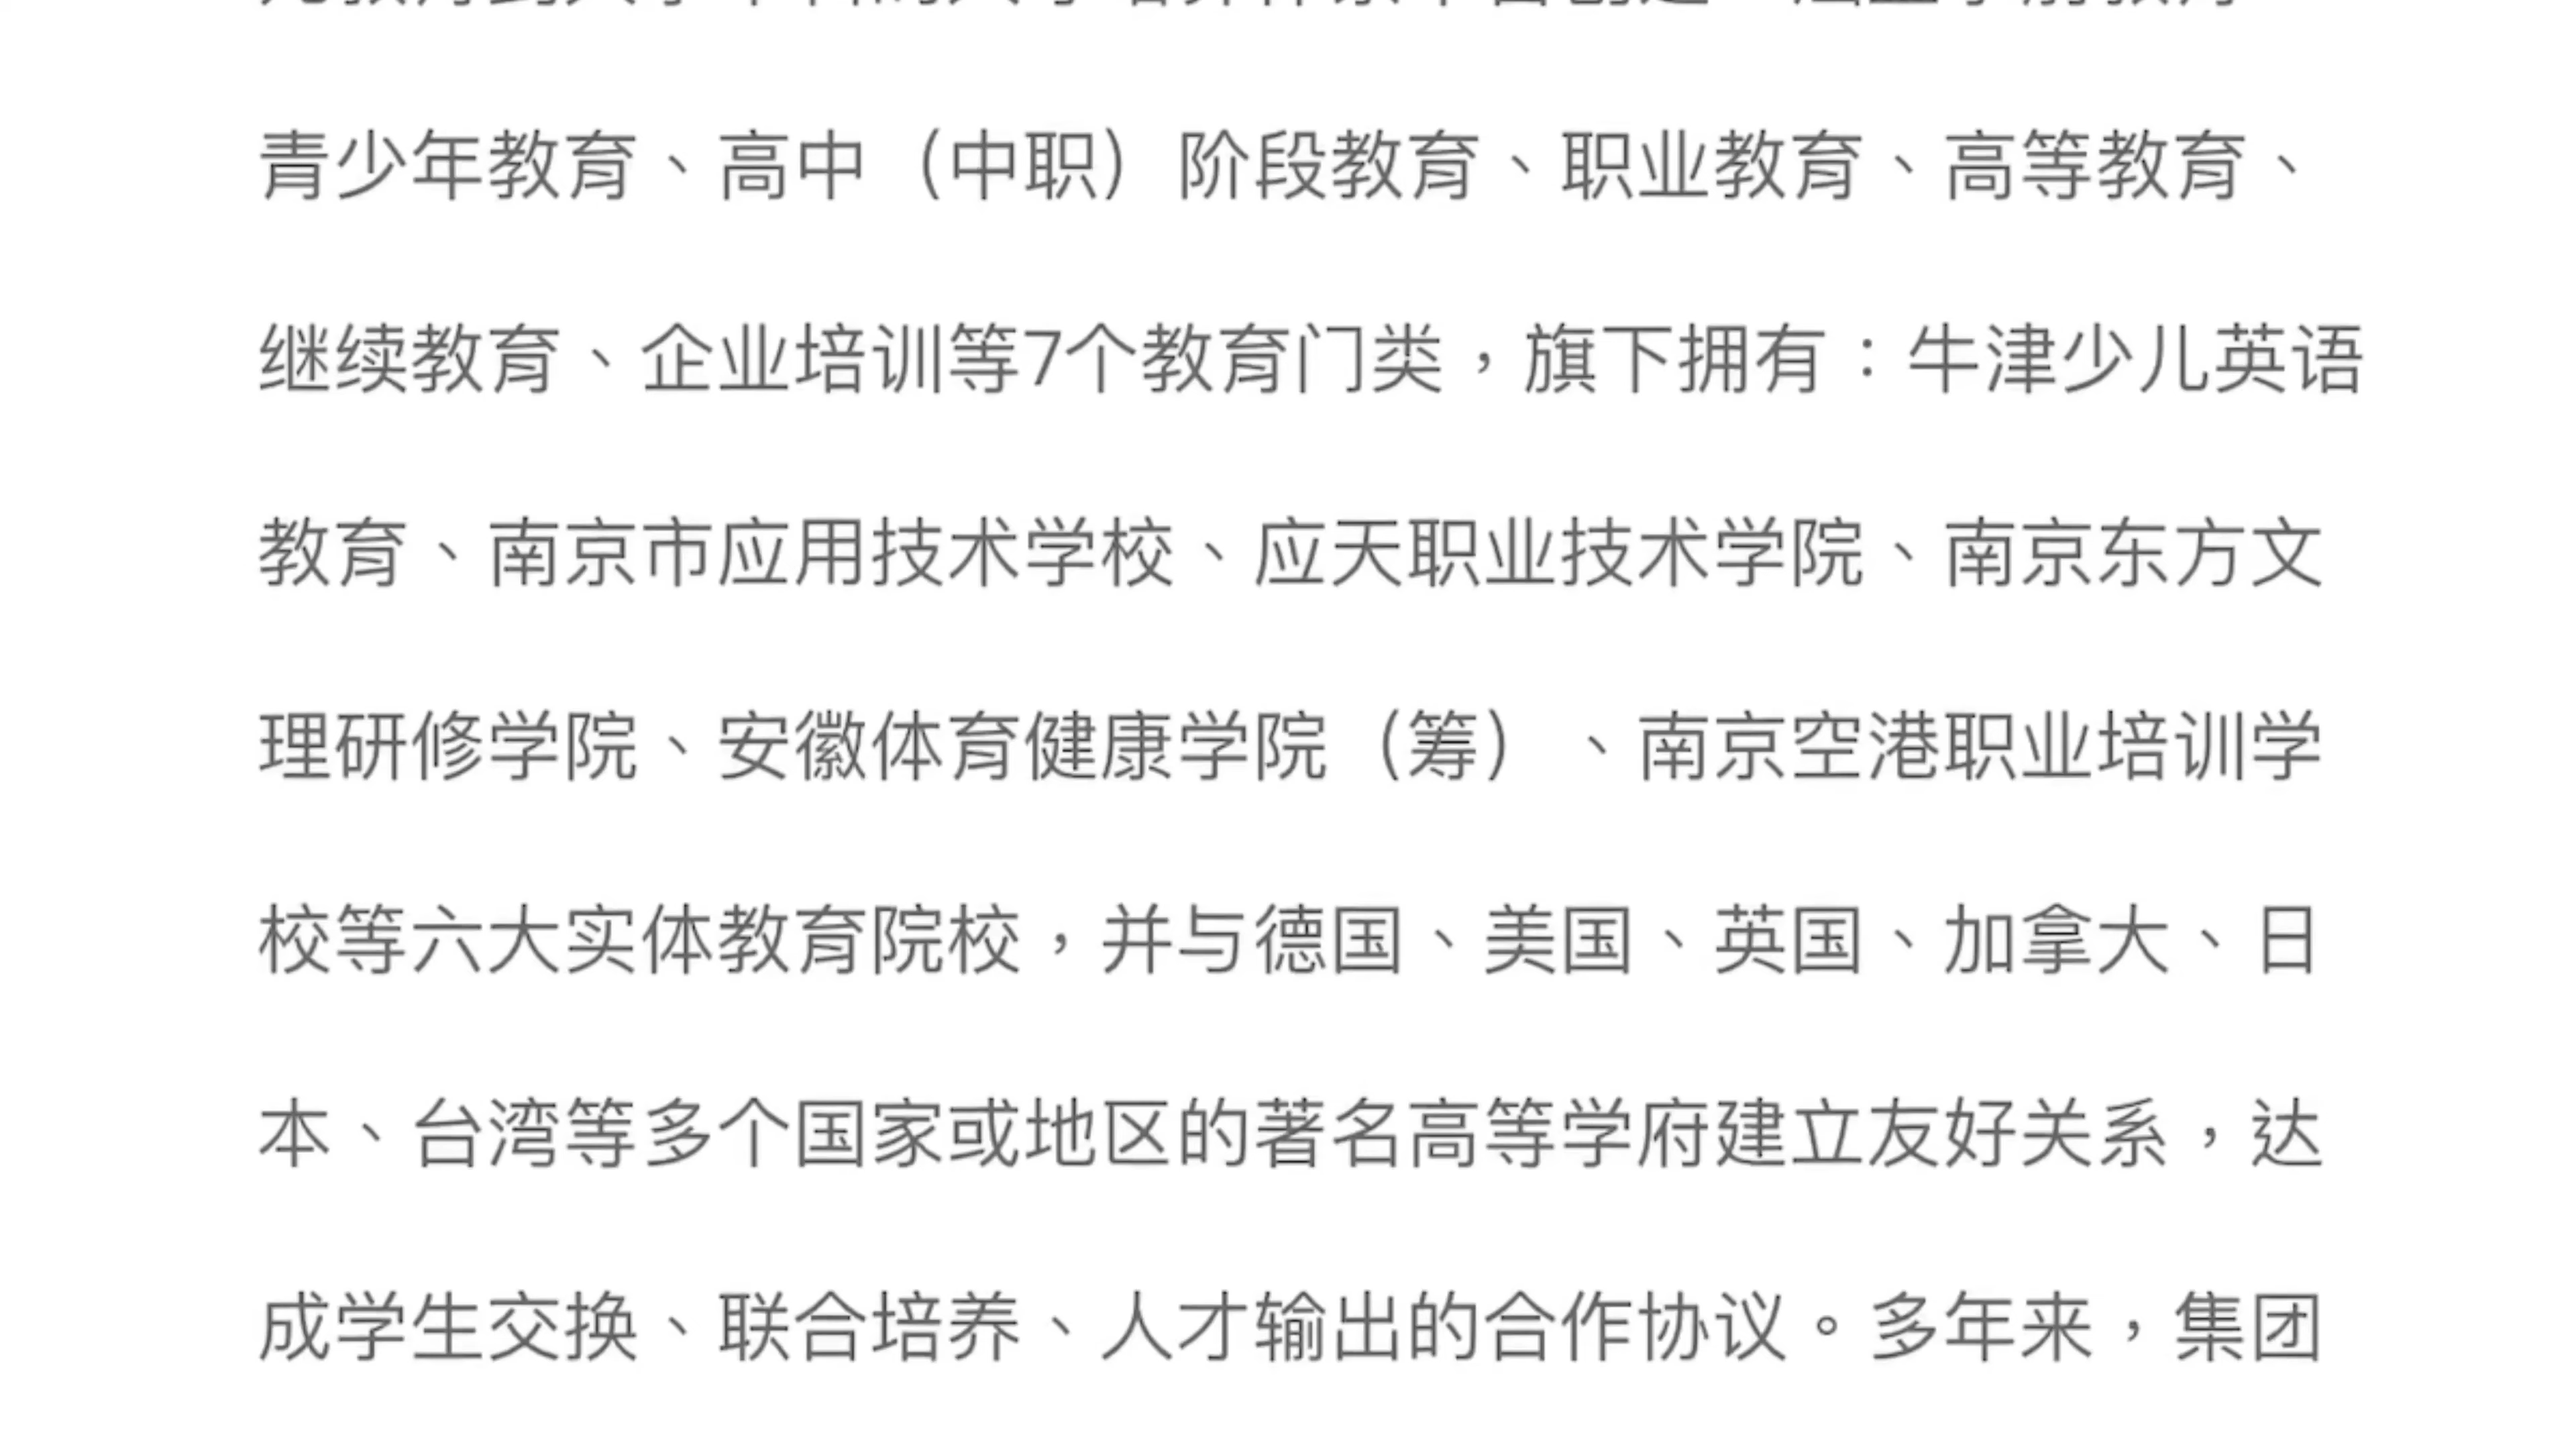 青少年教育、高中（中职）阶段教育、职业教育、高等教育、
继续教育、企业培训等7个教育门类，旗下拥有：牛津少儿英语
教育、南京市应用技术学校、应天职业技术学院、南京东方文
理研修学院、安徽体育健康学院（筹）、南京空港职业培训学
校等六大实体教育院校，并与德国、美国、英国、加拿大、日
本、台湾等多个国家或地区的著名高等学府建立友好关系，达
成学生交换、联合培养、人才输出的合作协议。多年来，集团